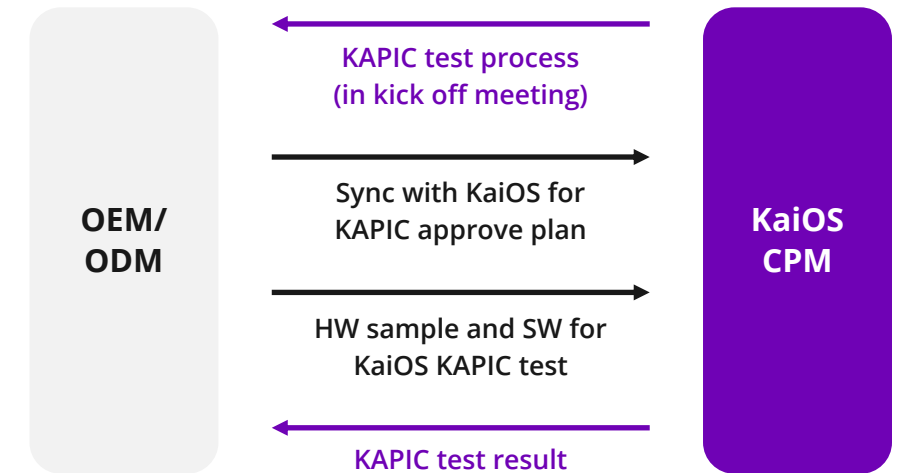 KAPIC test process
(in kick off meeting)
Sync with KaiOS for
KAPIC approve plan
OEM/
ODM
KaiOS
CPM
HW sample and SW for
KaiOS KAPIC test
KAPIC test result